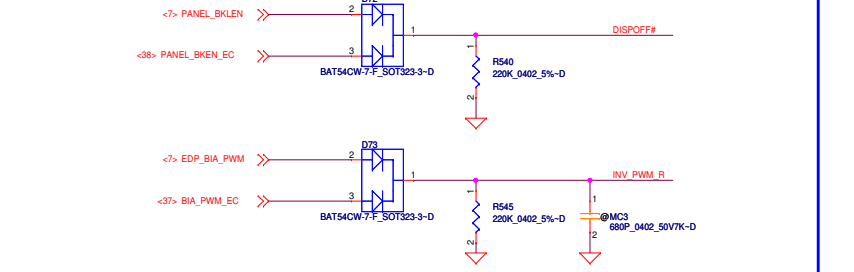 <7> PANEL_BKLEN
2
1
DISPOFF#
<38> PANEL_BKEN_EC
3
BAT54CW-7-F_SOT323-3~D
1
R540
220K_0402_5%~D
2
D73
<7> EDP_BIA_PWM
2
1
INV_PWM_R
<37> BIA_PWM_EC
3
BAT54CW-7-F_SOT323-3~D
1
R545
220K_0402_5%~D
2
1
@MC3
680P_0402_50V7K~D
2